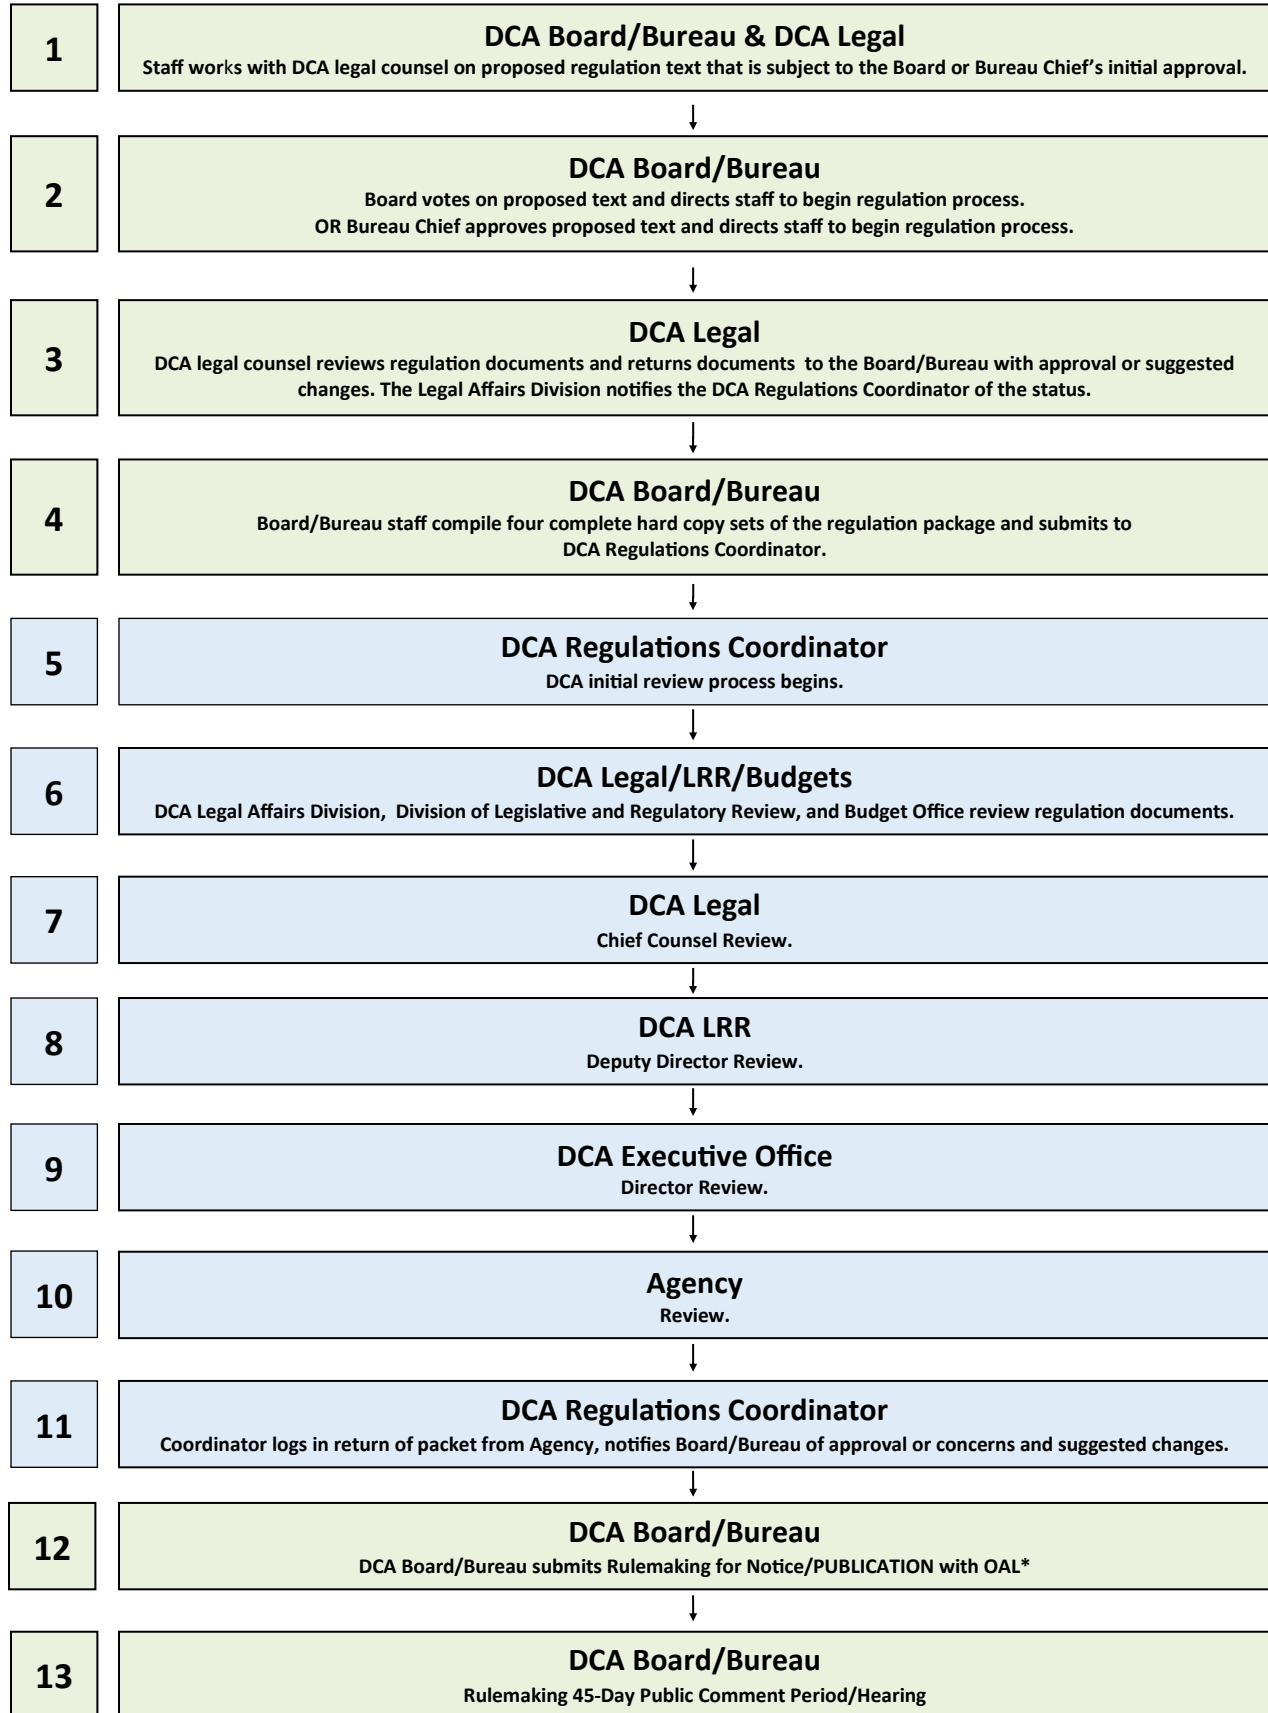 1
DCA Board/Bureau & DCA Legal
Staff works with DCA legal counsel on proposed regulation text that is subject to the Board or Bureau Chief’s initial approval.
2
DCA Board/Bureau
Board votes on proposed text and directs staff to begin regulation process.
OR Bureau Chief approves proposed text and directs staff to begin regulation process.
3
DCA Legal
DCA legal counsel reviews regulation documents and returns documents to the Board/Bureau with approval or suggested
changes. The Legal Affairs Division notifies the DCA Regulations Coordinator of the status.
4
DCA Board/Bureau
Board/Bureau staff compile four complete hard copy sets of the regulation package and submits to
DCA Regulations Coordinator.
5
DCA Regulations Coordinator
DCA initial review process begins.
6
DCA Legal/LRR/Budgets
DCA Legal Affairs Division, Division of Legislative and Regulatory Review, and Budget Office review regulation documents.
7
DCA Legal
Chief Counsel Review.
8
DCA LRR
Deputy Director Review.
9
DCA Executive Office
Director Review.
10
Agency
Review.
11
DCA Regulations Coordinator
Coordinator logs in return of packet from Agency, notifies Board/Bureau of approval or concerns and suggested changes.
12
DCA Board/Bureau
DCA Board/Bureau submits Rulemaking for Notice/PUBLICATION with OAL*
13
DCA Board/Bureau
Rulemaking 45-Day Public Comment Period/Hearing